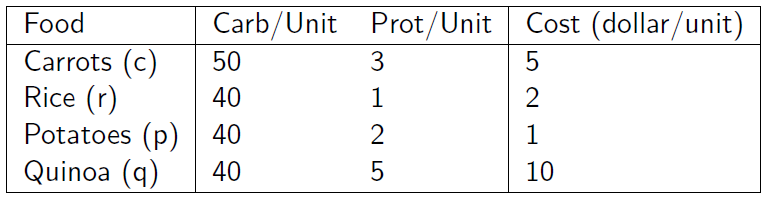 Food Carb/Unit Prot/Unit Cost (dollar/unit)
Carrots (c) 50 3 5
Rice (r) 40 1 2
Potatoes (p) 40 2 1
Quinoa (q) 40 5 10